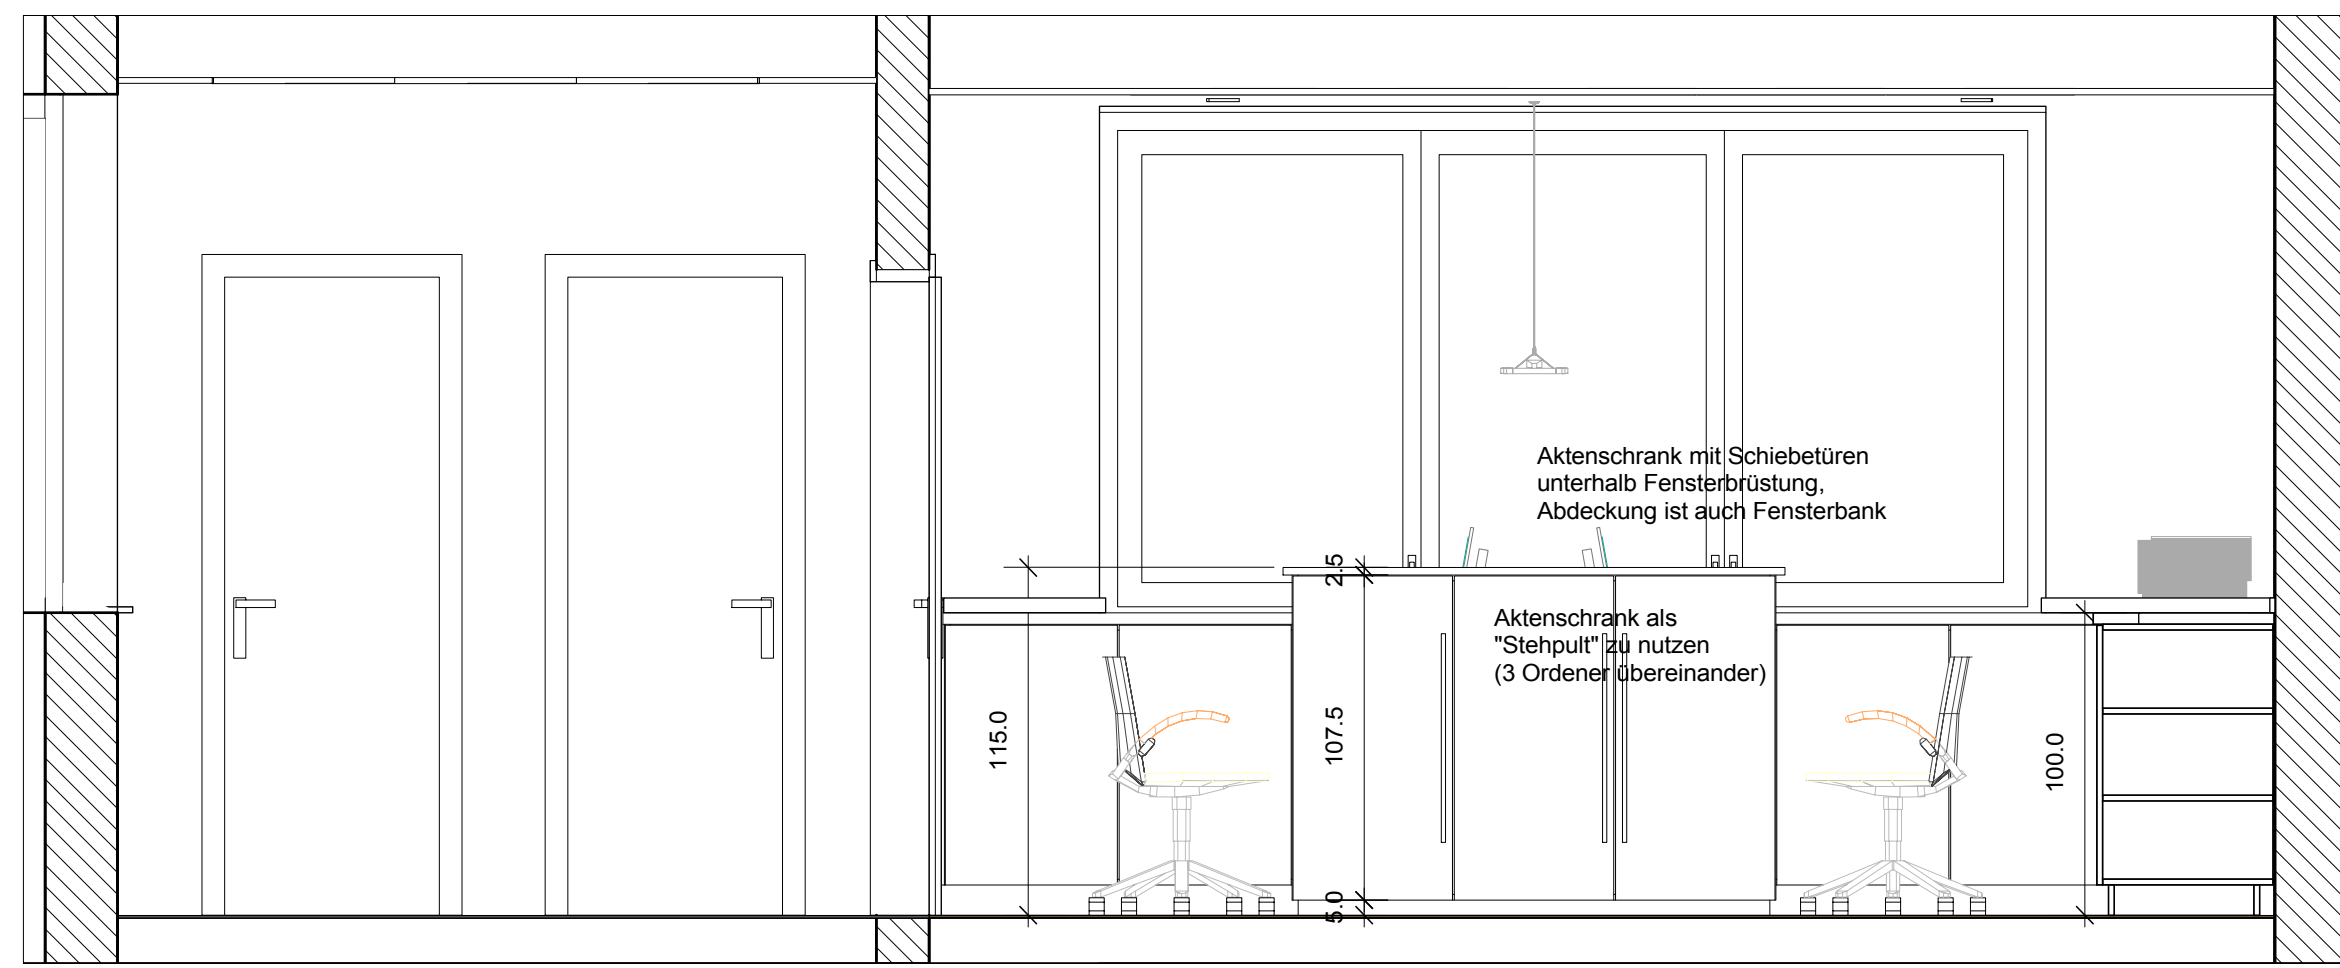 Aktenschrank mit Schiebetüren
unterhalb Fensterbrüstung,
Abdeckung ist auch Fensterbank
2.5
Aktenschrank als
"Stehpult" zu nutzen
(3 Ordener übereinander)
115.0
107.5
100.0
5.0